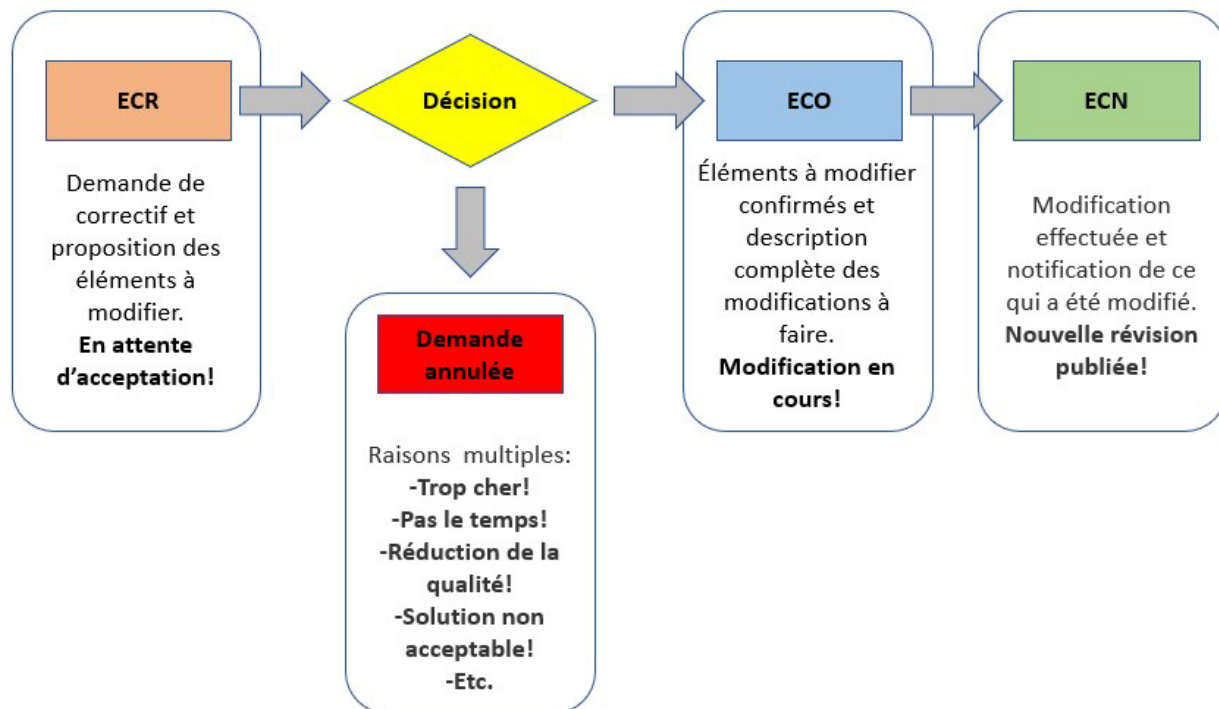 ECR
Demande de
correctif et
proposition des
éléments à
modifier.
En attente
d'acceptation!
Décision
Demande
annulée
Raisons multiples:
-Trop cher!
-Pas le temps!
-Réduction de la
qualité!
-Solution non
acceptable!
-Etc.
ECO
Éléments à modifier
confirmés et
description
complète des
modifications à
faire.
Modification en
cours!
ECN
Modification
effectuée et
notification de ce
qui a été modifié.
Nouvelle révision
publiée!